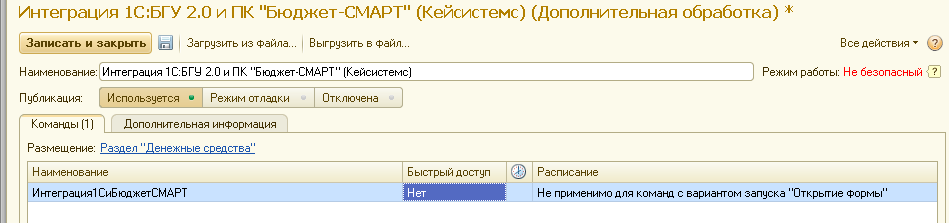 Интеграция 1С:БГУ 2.0 и ПК "Бюджет-СМАРТ" (Кейсистемс) (Дополнительная обработка) *
Записать и закрыть Загрузить из файла... Выгрузить в файл... Все действия ?
Наименование: Интеграция 1С:БГУ 2.0 и ПК "Бюджет-СМАРТ" (Кейсистемс) Режим работы: Не безопасный ?
Публикация: Используется Режим отладки Отключена
Команды (1) Дополнительная информация
Размещение: Раздел "Денежные средства"
Наименование Быстрый доступ Расписание
Интеграция1СиБюджетСМАРТ Нет Не применимо для команд с вариантом запуска "Открытие формы"